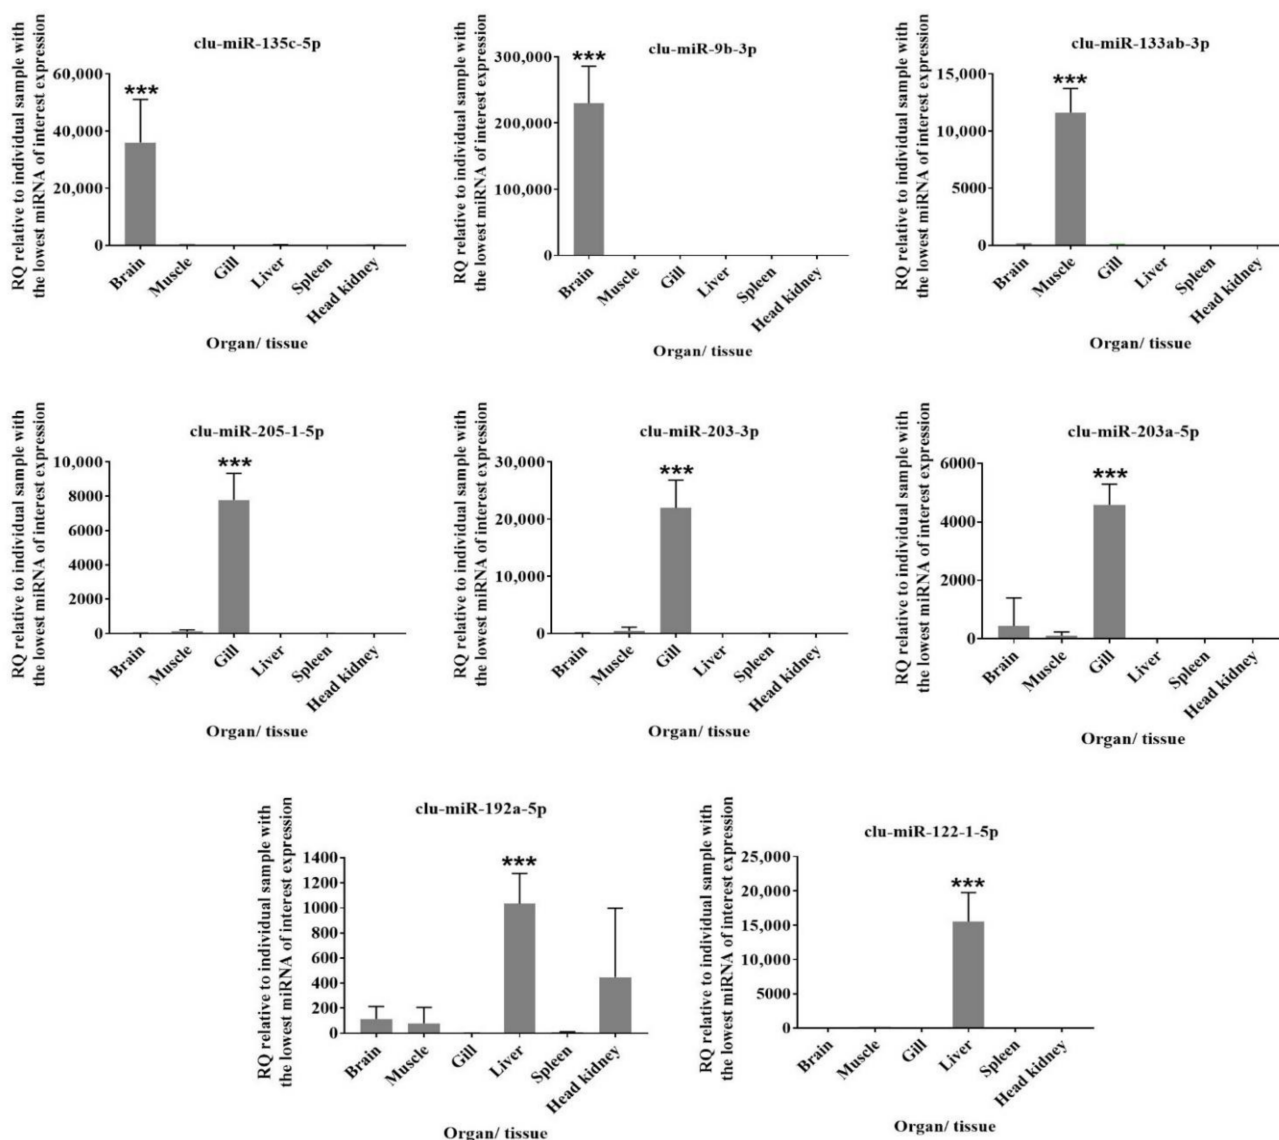 clu-miR-135c-5p
RQ relative to individual sample with
the lowest miRNA of interest expression
60,000
40,000
20,000
0
***
Brain
Muscle
Gill
Liver
Spleen
Head kidney
Organ/ tissue
clu-miR-9b-3p
RQ relative to individual sample with
the lowest miRNA of interest expression
300,000
200,000
100,000
0
***
Brain
Muscle
Gill
Liver
Spleen
Head kidney
Organ/ tissue
clu-miR-133ab-3p
RQ relative to individual sample with
the lowest miRNA of interest expression
15,000
10,000
5000
0
***
Brain
Muscle
Gill
Liver
Spleen
Head kidney
Organ/ tissue
clu-miR-205-1-5p
RQ relative to individual sample with
the lowest miRNA of interest expression
10,000
8000
6000
4000
2000
0
***
Brain
Muscle
Gill
Liver
Spleen
Head kidney
Organ/ tissue
clu-miR-203-3p
RQ relative to individual sample with
the lowest miRNA of interest expression
30,000
20,000
10,000
0
***
Brain
Muscle
Gill
Liver
Spleen
Head kidney
Organ/ tissue
clu-miR-203a-5p
RQ relative to individual sample with
the lowest miRNA of interest expression
6000
4000
2000
0
***
Brain
Muscle
Gill
Liver
Spleen
Head kidney
Organ/ tissue
clu-miR-192a-5p
RQ relative to individual sample with
the lowest miRNA of interest expression
1400
1200
1000
800
600
400
200
0
***
Brain
Muscle
Gill
Liver
Spleen
Head kidney
Organ/ tissue
clu-miR-122-1-5p
RQ relative to individual sample with
the lowest miRNA of interest expression
25,000
20,000
15,000
10,000
5000
0
***
Brain
Muscle
Gill
Liver
Spleen
Head kidney
Organ/ tissue